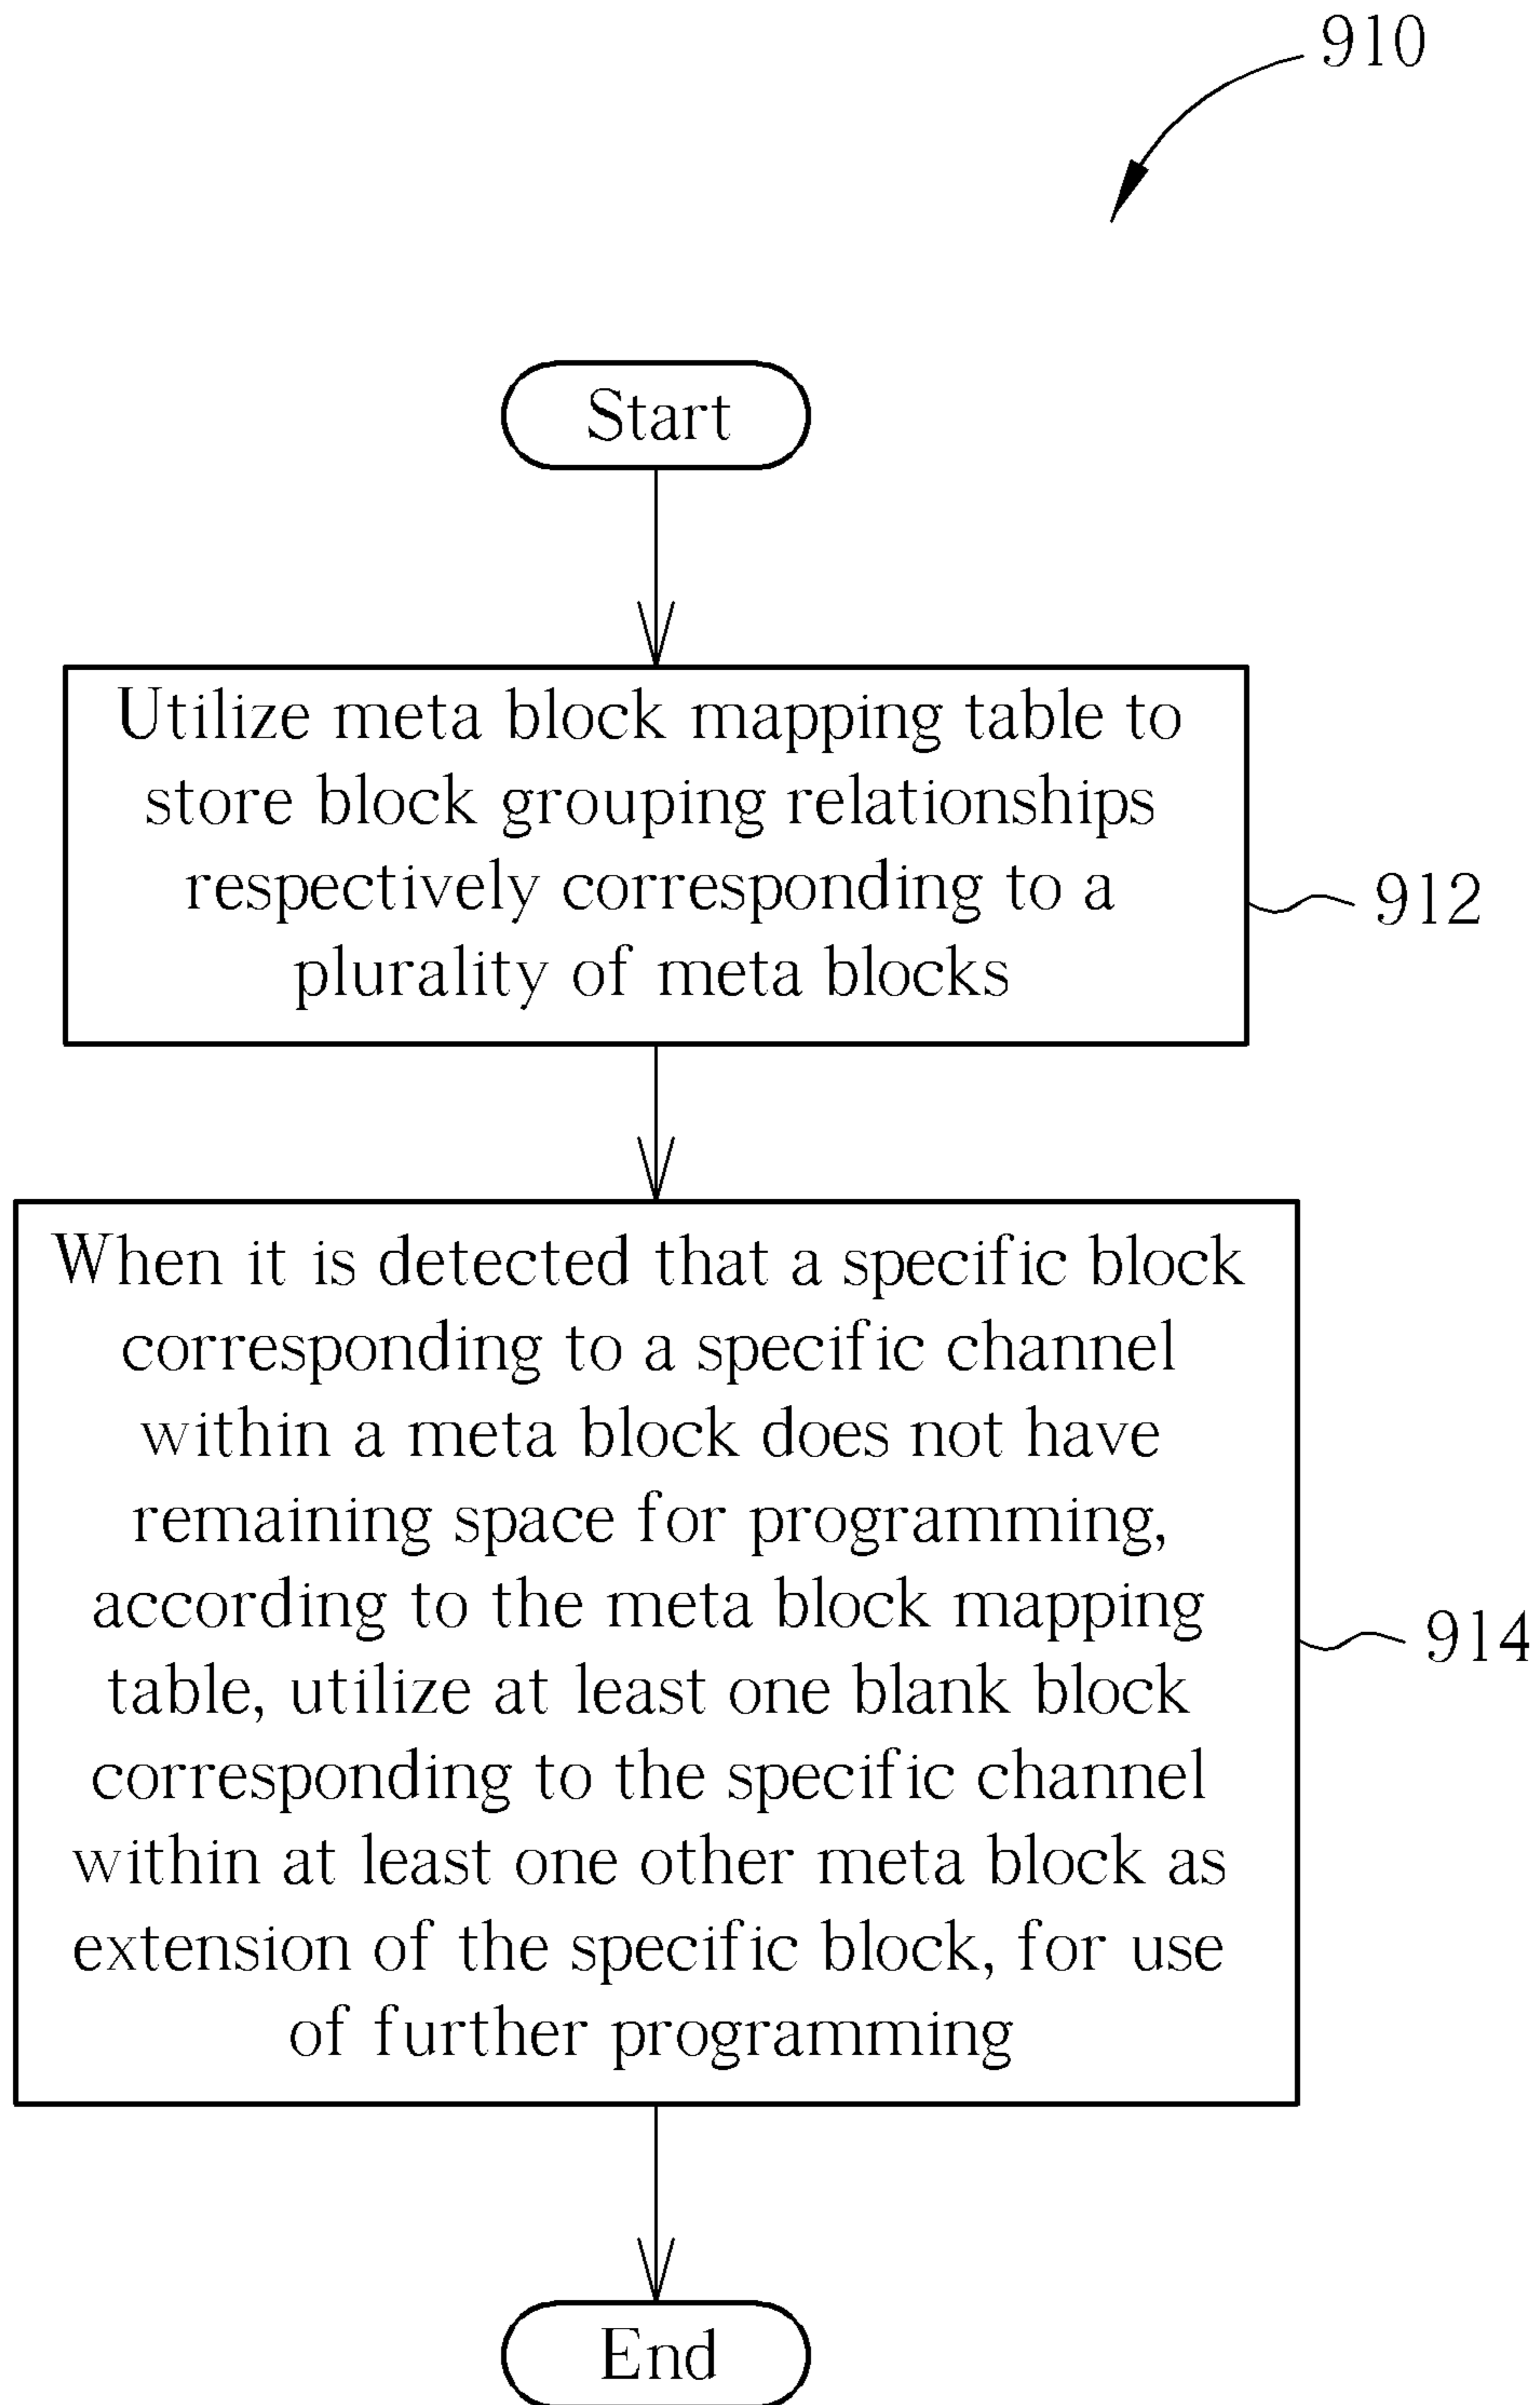 910
Start
Utilize meta block mapping table to
store block grouping relationships
respectively corresponding to a
plurality of meta blocks
912
When it is detected that a specific block
corresponding to a specific channel
within a meta block does not have
remaining space for programming,
according to the meta block mapping
table, utilize at least one blank block
corresponding to the specific channel
within at least one other meta block as
extension of the specific block, for use
of further programming
914
End